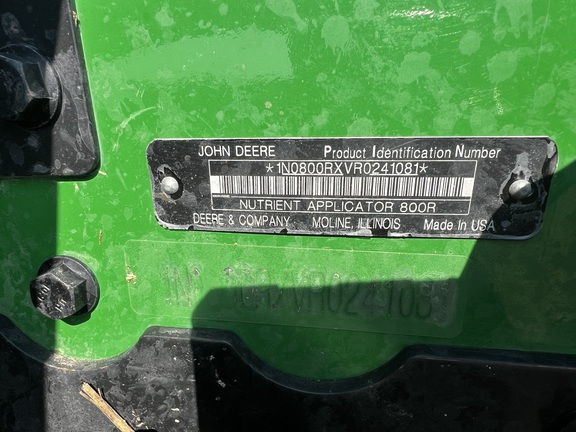 JOHN DEERE Product Identification Number
*1N0800RXVR0241081*
NUTRIENT APPLICATOR 800R
DEERE & COMPANY MOLINE, ILLINOIS Made in USA